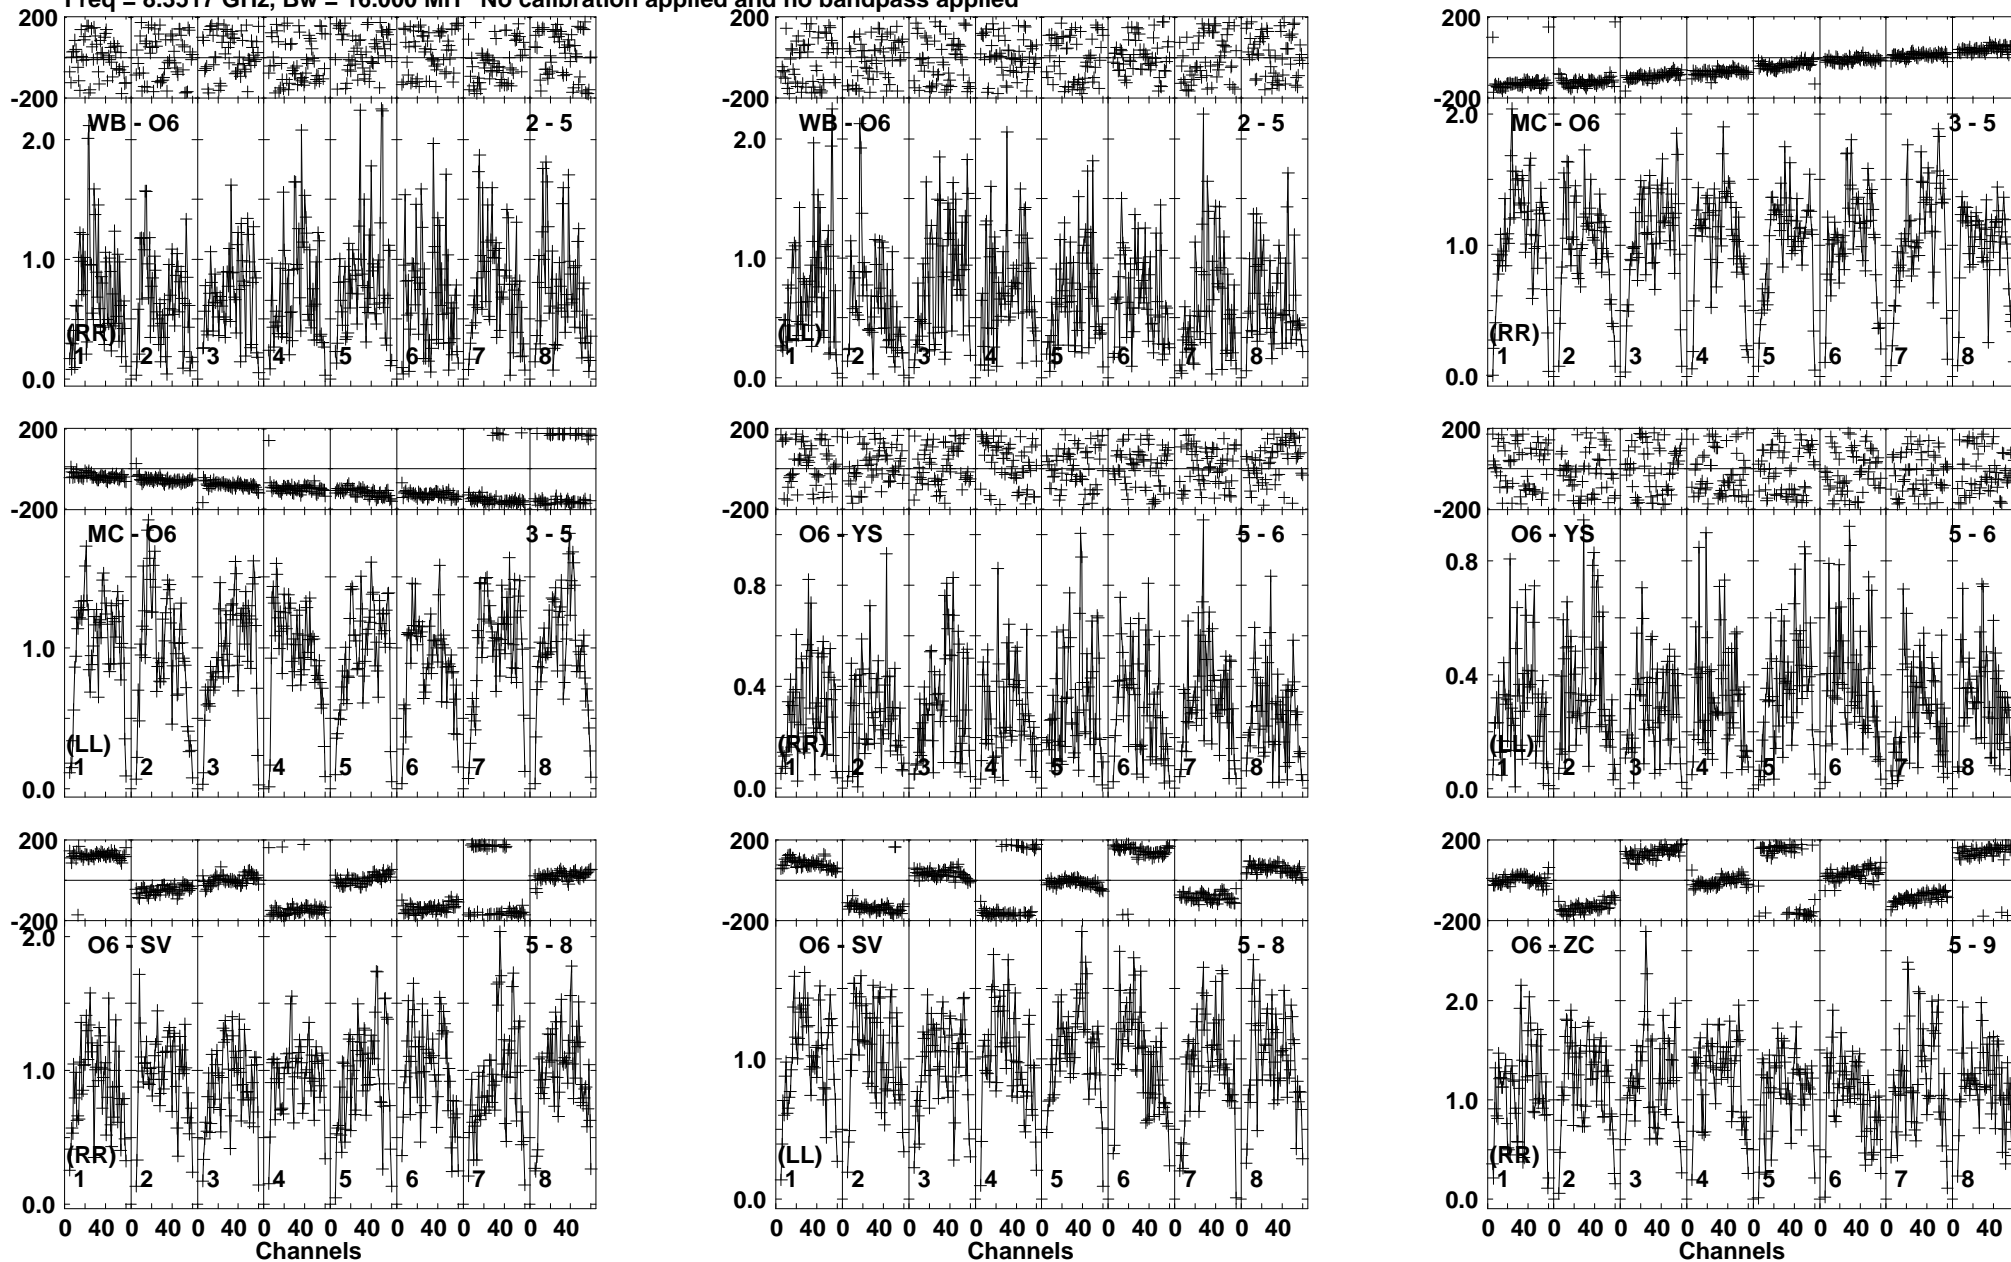 Freq = 8.3517 GHz, Bw = 16.000 MH No calibration applied and no bandpass applied
200 200 200
-200 -200 -200
WB - O6 2 - 5 WB - O6 2 - 5 MC - O6 3 - 5
2.0 2.0 2.0
1.0 1.0 1.0
(RR) (LL) (RR)
1 2 3 4 5 6 7 8 1 2 3 4 5 6 7 8 1 2 3 4 5 6 7 8
0.0 0.0 0.0
200 200 200
-200 -200 -200
MC - O6 3 - 5 O6 - YS 5 - 6 O6 - YS 5 - 6
0.8 0.8
1.0 0.4 0.4
(LL) (RR) (LL)
1 2 3 4 5 6 7 8 1 2 3 4 5 6 7 8 1 2 3 4 5 6 7 8
0.0 0.0 0.0
200 200 200
-200 -200 -200
2.0
O6 - SV 5 - 8 O6 - SV 5 - 8 O6 - ZC 5 - 9
2.0
1.0 1.0 1.0
(RR) (LL) (RR)
1 2 3 4 5 6 7 8 1 2 3 4 5 6 7 8 1 2 3 4 5 6 7 8
0.0 0.0 0.0
0 40 0 40 0 40 0 40 0 40 0 40 0 40 0 40 0 40 0 40 0 40 0 40 0 40 0 40 0 40 0 40 0 40 0 40 0 40 0 40 0 40 0 40 0 40 0 40
Channels Channels Channels